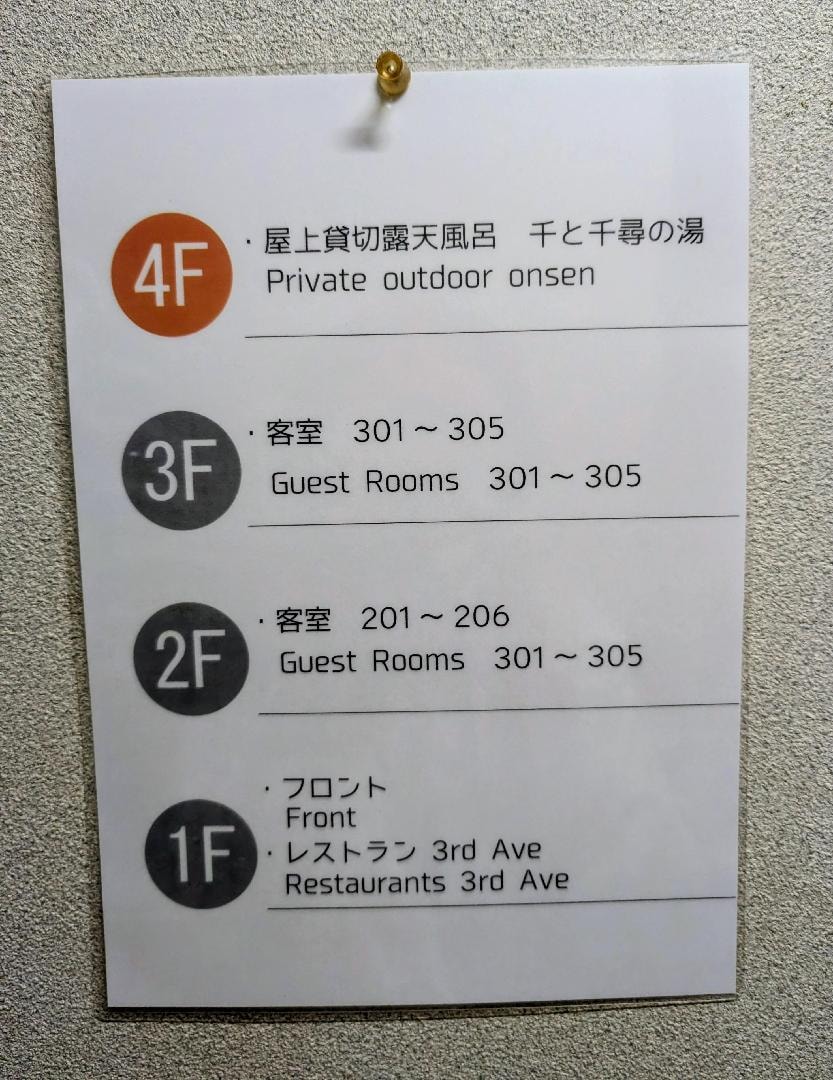 4F
・屋上貸切露天風呂　千と千尋の湯
Private outdoor onsen
3F
・客室　301～305
Guest Rooms 301～305
2F
・客室　201～206
Guest Rooms 301～305
1F
・フロント
Front
・レストラン 3rd Ave
Restaurants 3rd Ave